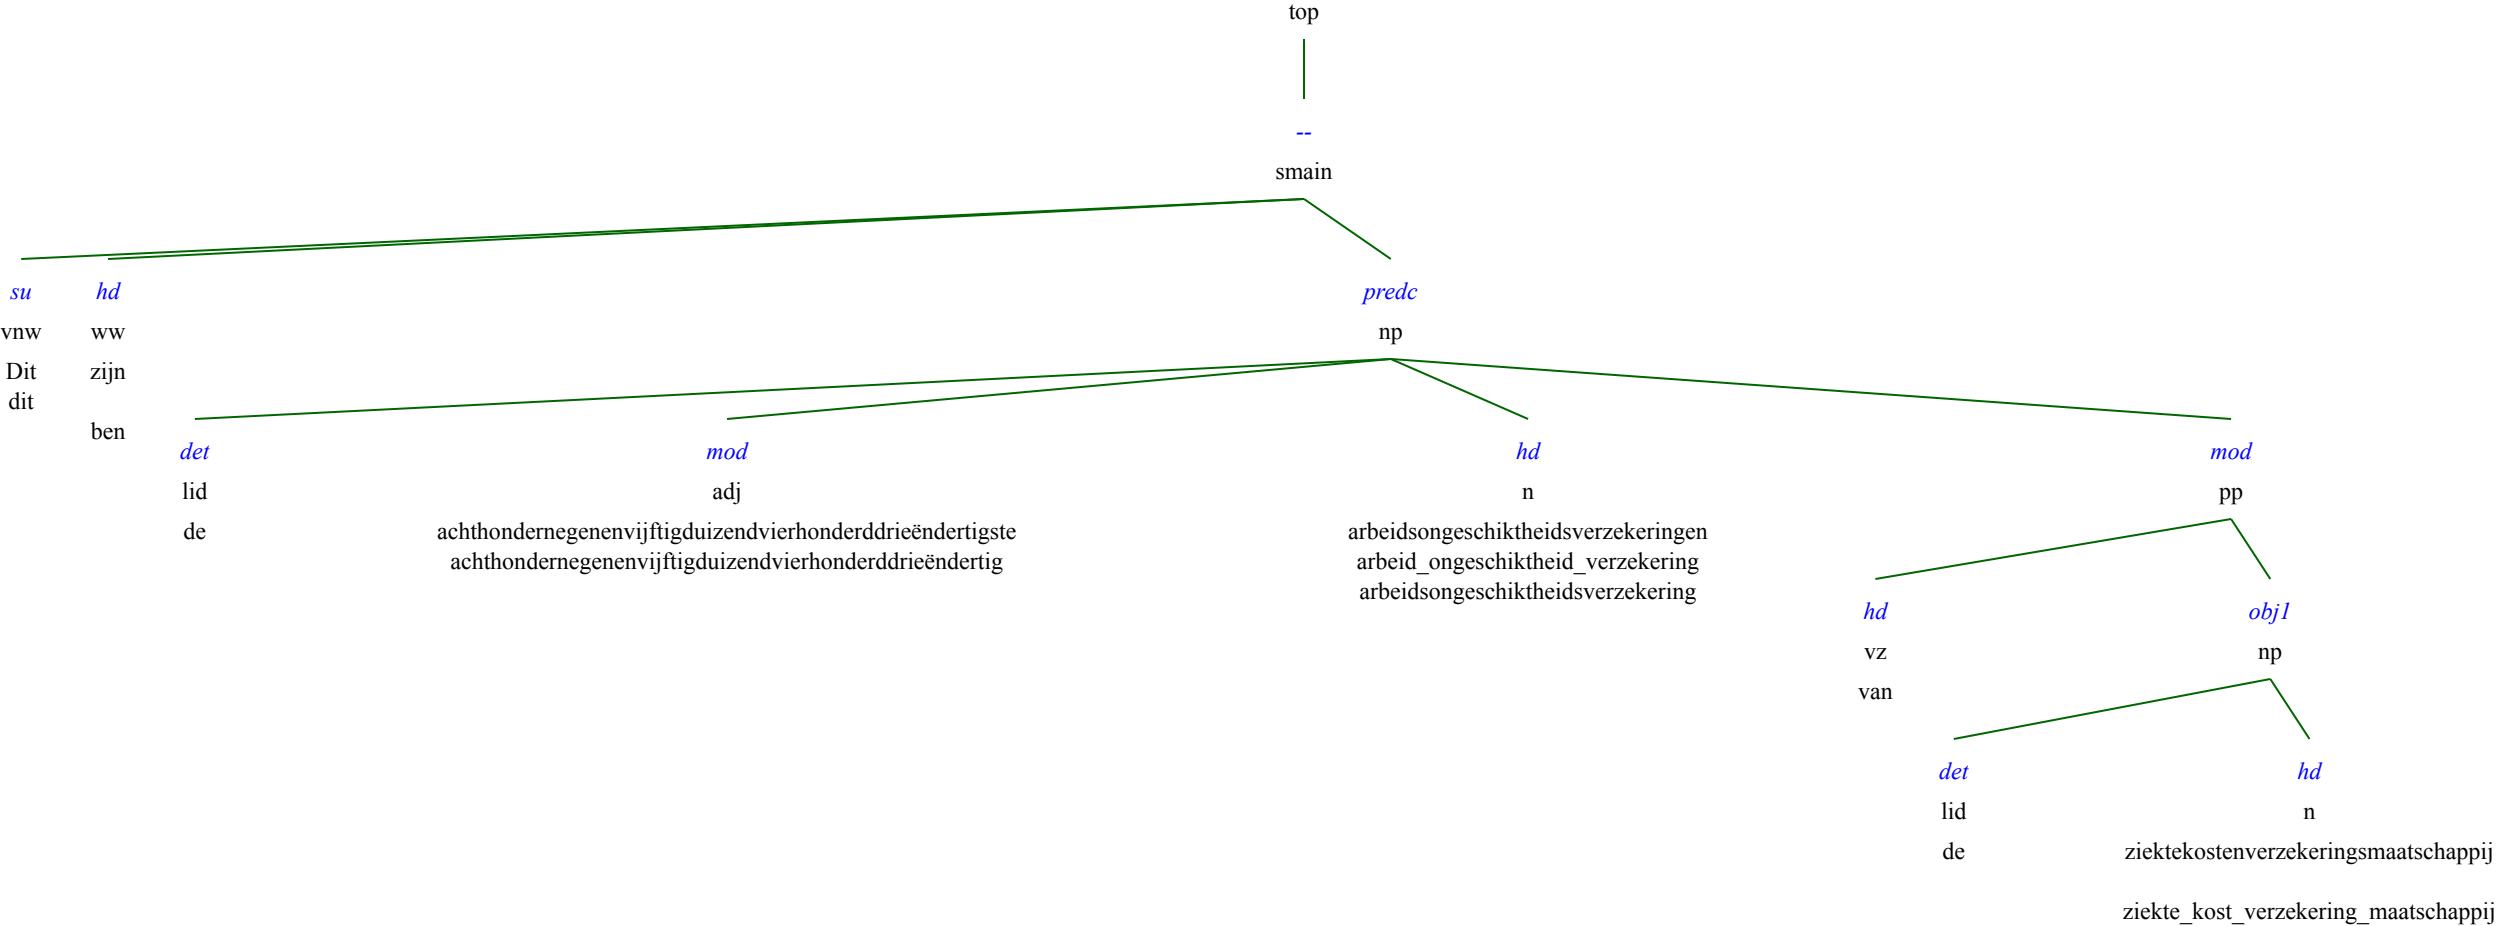 top
--
smain
su hd predc
vnw ww np
Dit zijn
dit
ben
det mod hd mod
lid adj n pp
de achthondernegenenvijftigduizendvierhonderddrieëndertigste arbeidsongeschiktheidsverzekeringen
achthondernegenenvijftigduizendvierhonderddrieëndertig arbeid_ongeschiktheid_verzekering
arbeidsongeschiktheidsverzekering
hd obj1
vz np
van
det hd
lid n
de ziektekostenverzekeringsmaatschappij
ziekte_kost_verzekering_maatschappij